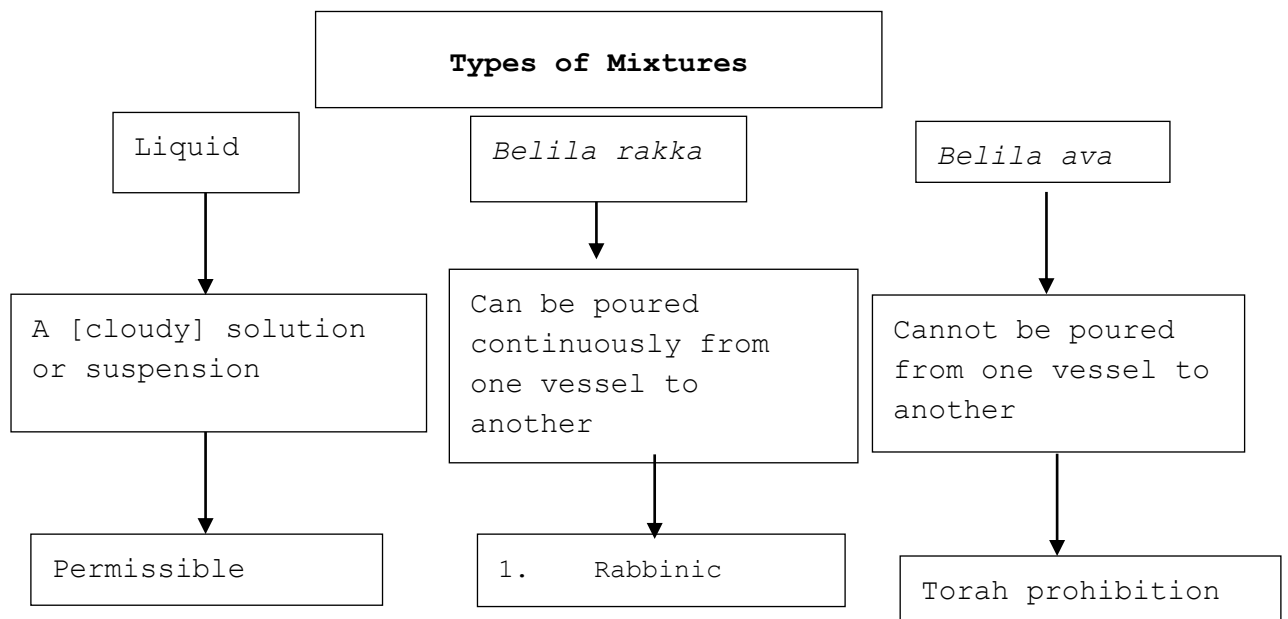 Types of Mixtures
Liquid
Belila rakka
Belila ava
A [cloudy] solution
or suspension
Can be poured
continuously from
one vessel to
another
Cannot be poured
from one vessel to
another
Permissible
1. Rabbinic
Torah prohibition